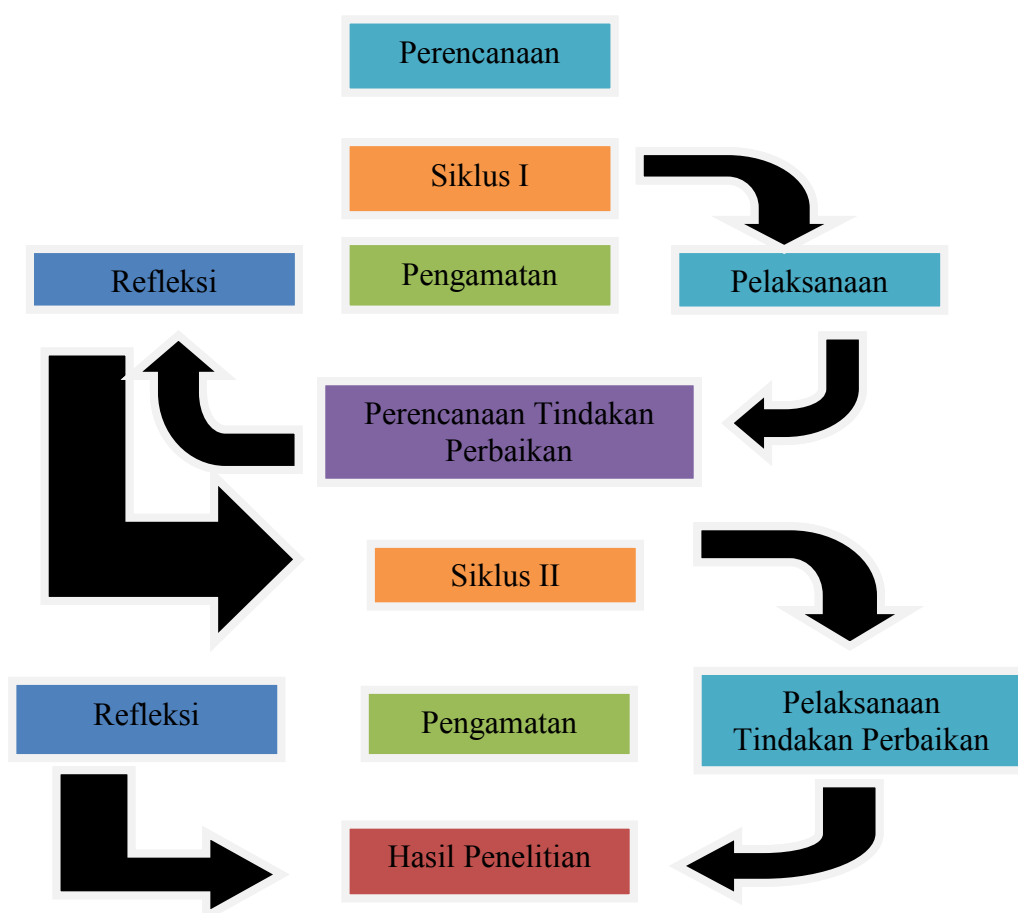 Perencanaan
Siklus I
Refleksi
Pengamatan
Pelaksanaan
Perencanaan Tindakan
Perbaikan
Siklus II
Refleksi
Pengamatan
Pelaksanaan
Tindakan Perbaikan
Hasil Penelitian